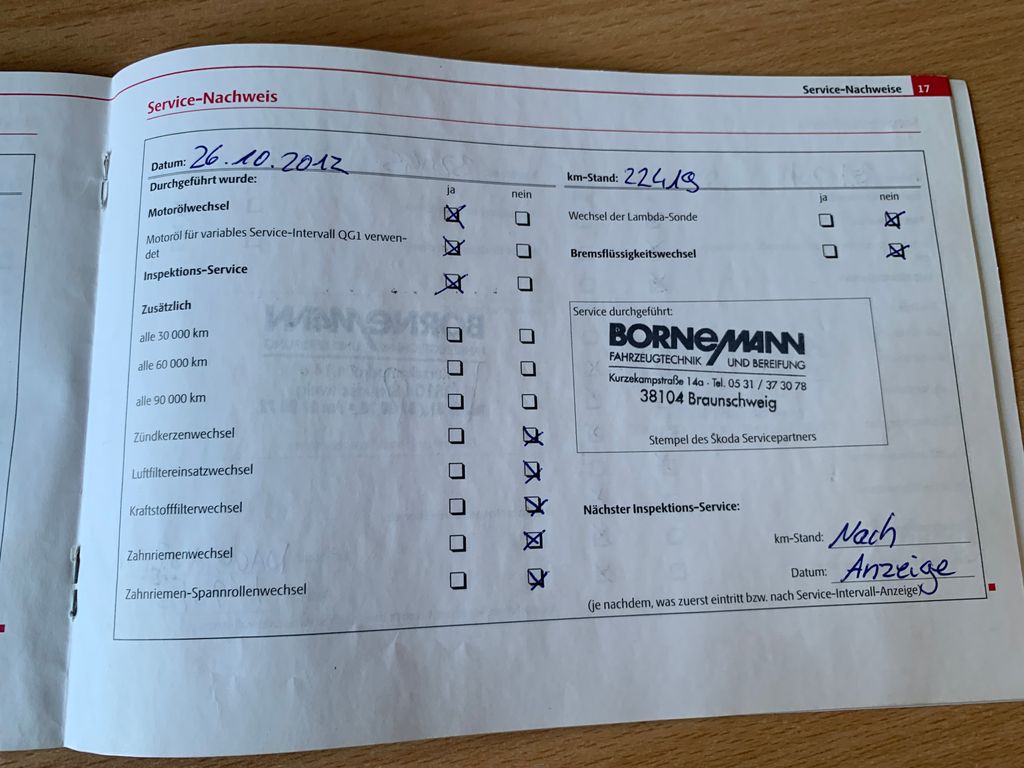 Service-Nachweise 17
Service-Nachweis
Datum: 26.10.2012
km-Stand: 22419
Durchgeführt wurde:
ja nein
ja nein
Motorölwechsel
Motoröl für variables Service-Intervall QG1 verwen-
det
Inspektions-Service
Zusätzlich
alle 30 000 km
alle 60 000 km
alle 90 000 km
Zündkerzenwechsel
Luftfiltereinsatzwechsel
Kraftstofffilterwechsel
Zahnriemenwechsel
Zahnriemen-Spannrollenwechsel
Wechsel der Lambda-Sonde
Bremsflüssigkeitswechsel
Service durchgeführt:
BORNEMANN
FAHRZEUGTECHNIK UND BEREIFUNG
Kurzekampstraße 14a · Tel. 05 31 / 37 30 78
38104 Braunschweig
Stempel des Škoda Servicepartners
Nächster Inspektions-Service:
km-Stand: Nach
Datum: Anzeige
(je nachdem, was zuerst eintritt bzw. nach Service-Intervall-Anzeige)